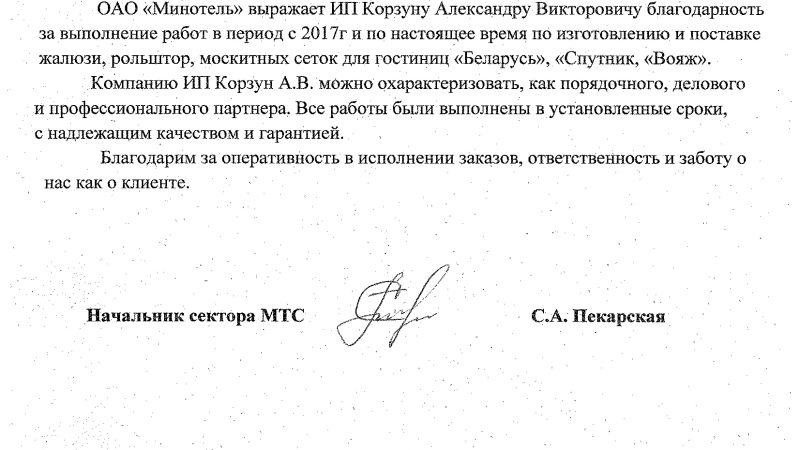 ОАО «Минотель» выражает ИП Корзуну Александру Викторовичу благодарность
за выполнение работ в период с 2017г и по настоящее время по изготовлению и поставке
жалюзи, рольштор, москитных сеток для гостиниц «Беларусь», «Спутник, «Вояж».
Компанию ИП Корзун А.В. можно охарактеризовать, как порядочного, делового
и профессионального партнера. Все работы были выполнены в установленные сроки,
с надлежащим качеством и гарантией.
Благодарим за оперативность в исполнении заказов, ответственность и заботу о
нас как о клиенте.
Начальник сектора МТС С.А. Пекарская